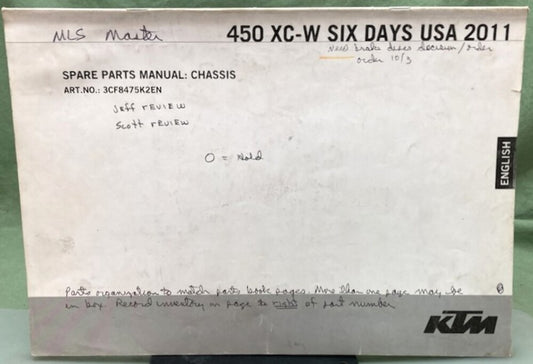 MLS Master
450 XC-W SIX DAYS USA 2011
New brake discs decision/order
order 10/3
SPARE PARTS MANUAL: CHASSIS
ART.NO.: 3CF8475K2EN
Jeff REVIEW
Scott REVIEW
O = Hold
ENGLISH
Parts organization to match parts book pages. More than one page may be
in box. Record inventory on page to right of part number
KTM